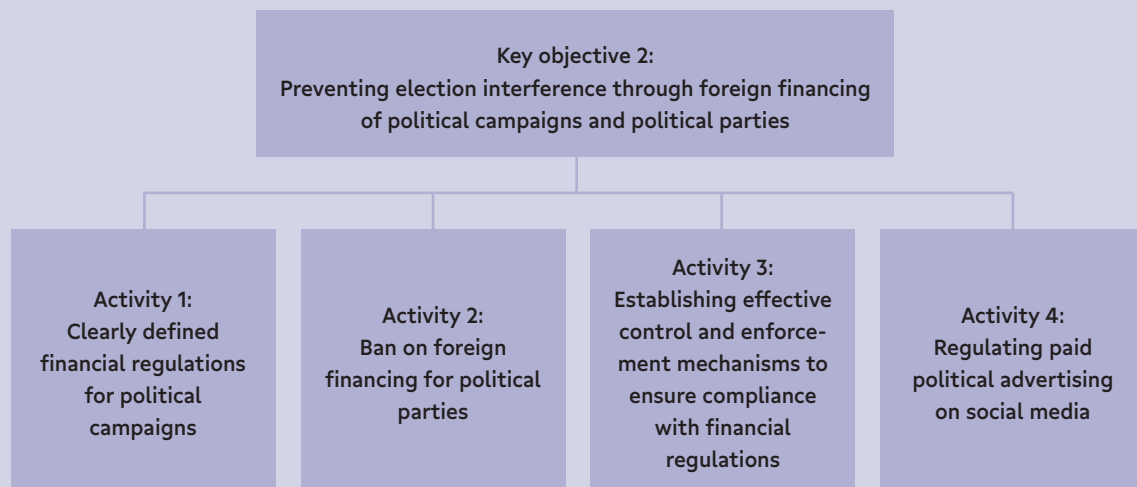 Key objective 2:
Preventing election interference through foreign financing
of political campaigns and political parties
Activity 1:
Clearly defined
financial regulations
for political
campaigns
Activity 2:
Ban on foreign
financing for political
parties
Activity 3:
Establishing effective
control and enforce-
ment mechanisms to
ensure compliance
with financial
regulations
Activity 4:
Regulating paid
political advertising
on social media